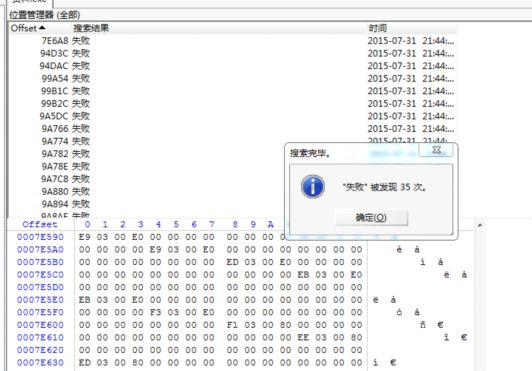 位置管理器 (全部)
Offset 搜索结果 时间
7E6A8 失败 2015-07-31 21:44:...
94D3C 失败 2015-07-31 21:44:...
94DAC 失败 2015-07-31 21:44:...
99A54 失败 2015-07-31 21:44:...
99B1C 失败 2015-07-31 21:44:...
99B2C 失败 2015-07-31 21:44:...
9A5DC 失败 2015-07-31 21:44:...
9A766 失败 2015-07-31 21:44:...
9A774 失败 2015-07-31 21:44:...
9A782 失败
9A78E 失败
9A7C8 失败
9A880 失败
9A894 失败
搜索完毕。
"失败" 被发现 35 次。
确定(O)
Offset 0 1 2 3 4 5 6 7 8 9 A
0007E590 E9 03 00 E0 00 00 00 00 00 00 00 00
0007E5A0 00 00 00 00 E9 03 00 E0 00 00 00 00 00 00 00 00 é à
0007E5B0 00 00 00 00 00 00 00 00 ED 03 00 E0 00 00 00 00 í à
0007E5C0 00 00 00 00 00 00 00 00 00 00 00 00 EB 03 00 E0 ë à
0007E5D0 00 00 00 00 00 00 00 00 00 00 00 00 00 00 00 00
0007E5E0 EB 03 00 E0 00 00 00 00 00 00 00 00 00 00 00 00 ë à
0007E5F0 00 00 00 00 F3 03 00 E0 00 00 00 00 00 00 00 00 ó à
0007E600 00 00 00 00 00 00 00 00 F1 03 00 80 00 00 00 00 ñ €
0007E610 00 00 00 00 00 00 00 00 00 00 00 00 EE 03 00 80 î €
0007E620 00 00 00 00 00 00 00 00 00 00 00 00 00 00 00 00
0007E630 ED 03 00 80 00 00 00 00 00 00 00 00 00 00 00 00 í €